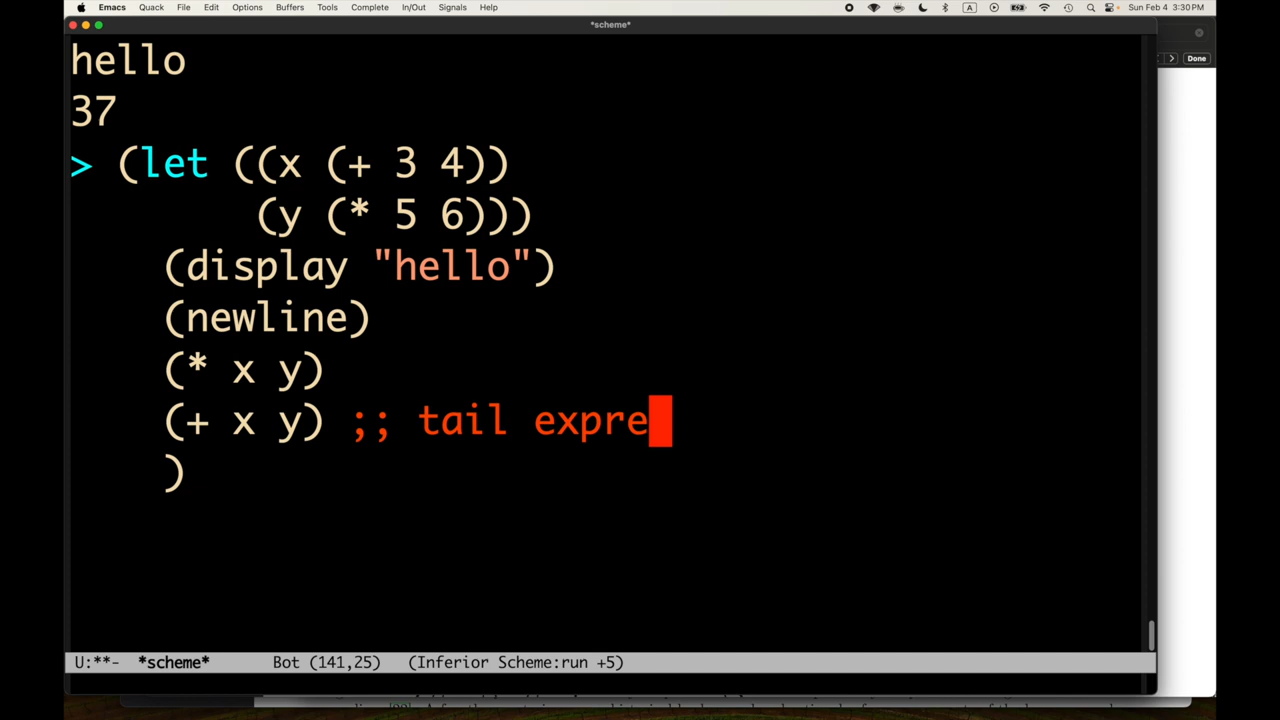 Emacs Quack File Edit Options Buffers Tools Complete In/Out Signals Help A Sun Feb 4 3:30 PM
*scheme*
Done
hello
37
> (let ((x (+ 3 4))
(y (* 5 6)))
(display "hello")
(newline)
(* x y)
(+ x y) ;; tail expre
)
U:**- *scheme* Bot (141,25) (Inferior Scheme:run +5)